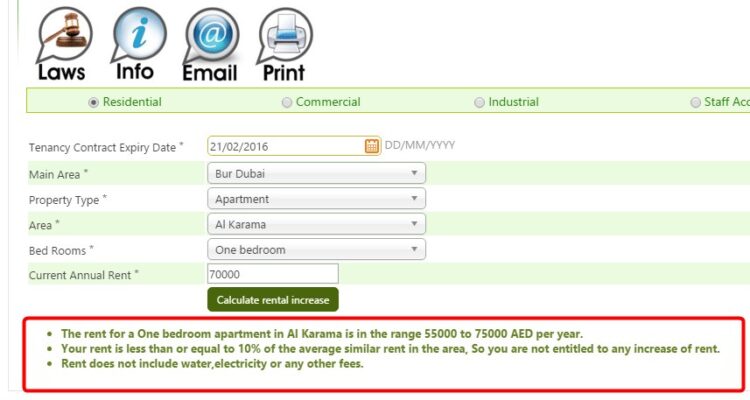 Laws Info Email Print
Residential Commercial Industrial Staff Acc
Tenancy Contract Expiry Date * 21/02/2016 DD/MM/YYYY
Main Area * Bur Dubai
Property Type * Apartment
Area * Al Karama
Bed Rooms * One bedroom
Current Annual Rent * 70000
Calculate rental increase
The rent for a One bedroom apartment in Al Karama is in the range 55000 to 75000 AED per year.
Your rent is less than or equal to 10% of the average similar rent in the area, So you are not entitled to any increase of rent.
Rent does not include water,electricity or any other fees.